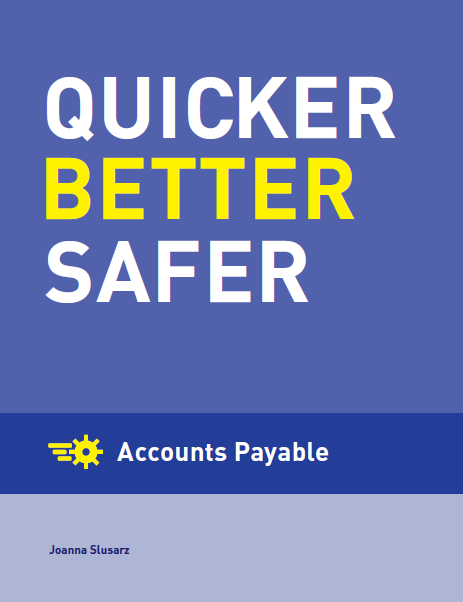 QUICKER
BETTER
SAFER
Accounts Payable
Joanna Slusarz